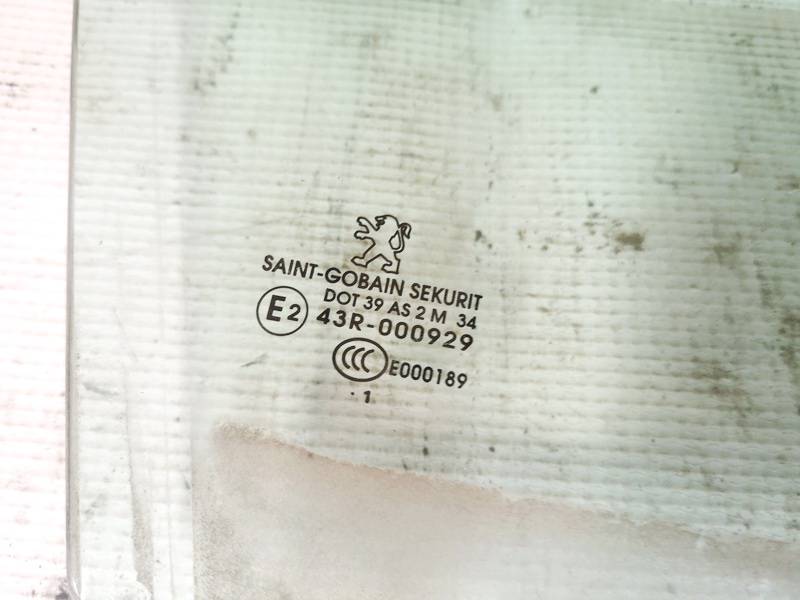 SAINT-GOBAIN SEKURIT
DOT 39 AS 2 M 34
E2 43R-000929
CCC E000189
. 1